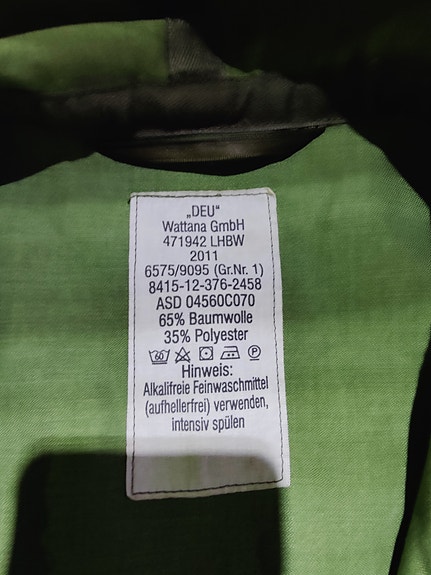 „DEU“
Wattana GmbH
471942 LHBW
2011
6575/9095 (Gr.Nr. 1)
8415-12-376-2458
ASD 04560C070
65% Baumwolle
35% Polyester
60 P
Hinweis:
Alkalifreie Feinwaschmittel
(aufhellerfrei) verwenden,
intensiv spülen